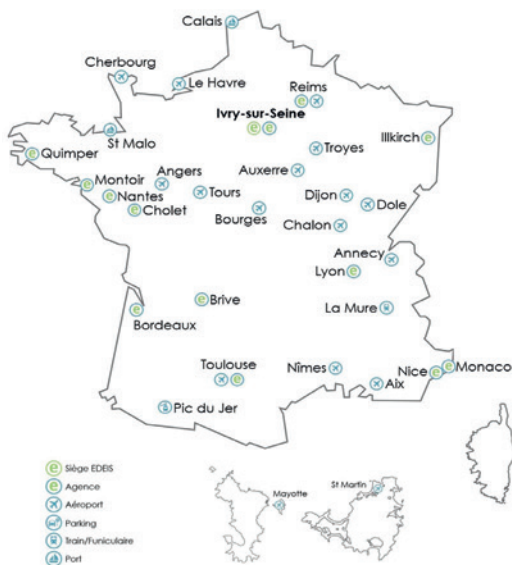 Calais
Cherbourg
Le Havre
Reims
Ivry-sur-Seine
Illkirch
St Malo
Troyes
Quimper
Auxerre
Montoir
Angers
Nantes
Tours
Dijon
Dole
Cholet
Bourges
Chalon
Annecy
Lyon
Brive
La Mure
Bordeaux
Toulouse
Nîmes
Nice
Monaco
Aix
Pic du Jer
Siège EDEIS
Agence
Aéroport
Parking
Train/Funiculaire
Port
Mayotte
St Martin